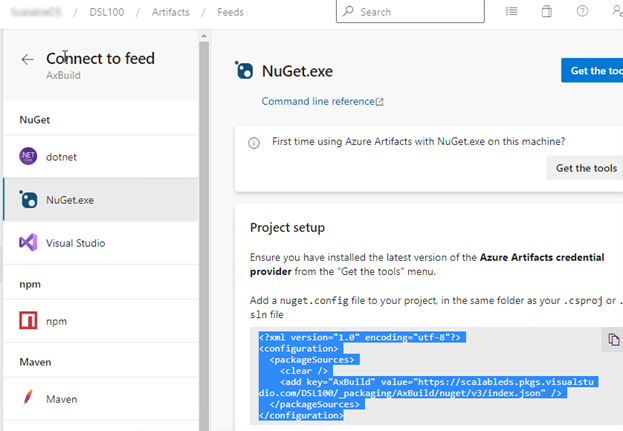 / DSL100 / Artifacts / Feeds
Search
Connect to feed
AxBuild
NuGet
dotnet
NuGet.exe
Visual Studio
npm
npm
Maven
Maven
NuGet.exe
Get the
Command line reference
First time using Azure Artifacts with NuGet.exe on this machine?
Get the tools
Project setup
Ensure you have installed the latest version of the Azure Artifacts credential
provider from the "Get the tools" menu.
Add a nuget.config file to your project, in the same folder as your .csproj or .
sln file
<?xml version="1.0" encoding="utf-8"?>
<configuration>
<packageSources>
<clear />
<add key="AxBuild" value="https://scalableds.pkgs.visualstu
dio.com/DSL100/_packaging/AxBuild/nuget/v3/index.json" />
</packageSources>
</configuration>